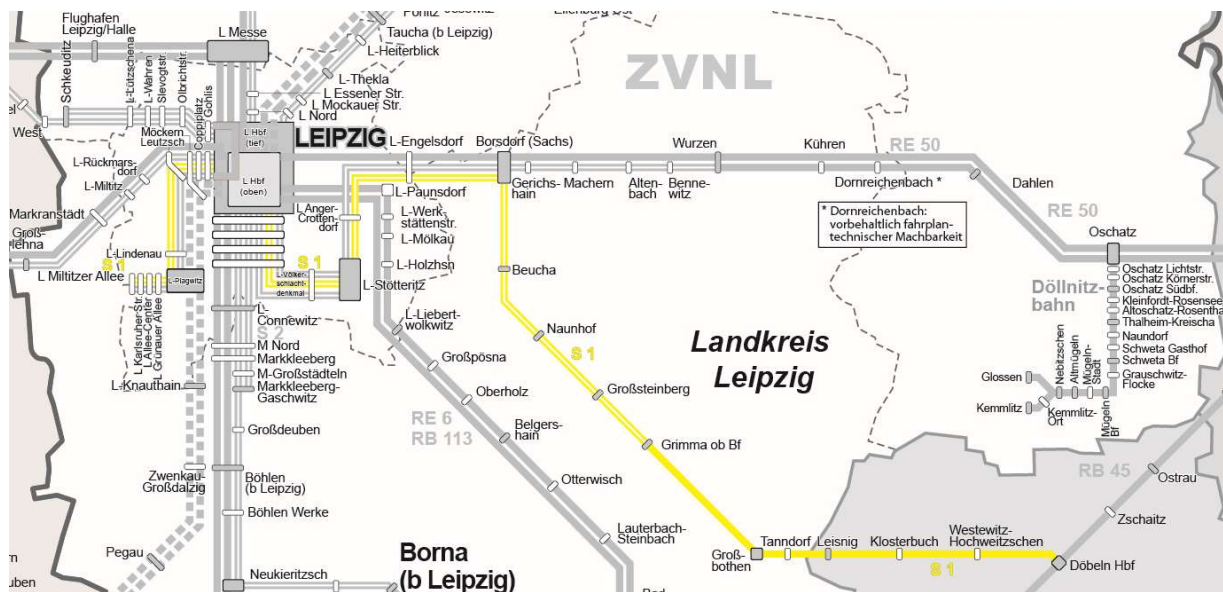 Flughafen
Leipzig/Halle
L Messe
Taucha (b Leipzig)
L-Heiterblick
L-Thekla
L Essener Str.
L Mockauer Str.
L Nord
Schkeuditz
L-Lützschena
L-Wahren
Slevogtstr.
Olbrichtstr.
Coppiplatz
Gohlis
West
Möckern
Leutzsch
L Hbf
(tief)
L Hbf
(oben)
LEIPZIG
L-Rückmars-
dorf
L-Miltitz
Markranstädt
Groß-
lehna
L-Lindenau
S 1
L Miltitzer Allee
L-Plagwitz
L Karlsruher Str.
L Allee-Center
L Grünauer Allee
L-Knauthain
Zwenkau-
Großdalzig
Pegau
L-
Connewitz
S 2
M Nord
Markkleeberg
M-Großstädteln
Markkleeberg-
Gaschwitz
Großdeuben
Böhlen
(b Leipzig)
Böhlen Werke
Neukieritzsch
Borna
(b Leipzig)
L-Engelsdorf
L Anger-
Crotten-
dorf
S 1
L-Völker-
schlacht-
denkmal
L-Stötteritz
L-Paunsdorf
L-Werk-
stättenstr.
L-Mölkau
L-Holzhsn
L-Liebert-
wolkwitz
Großpösna
Oberholz
RE 6
RB 113
Belgers-
hain
Otterwisch
Lauterbach-
Steinbach
Borsdorf (Sachs)
Gerichs-
hain
Machern
Alten-
bach
Benne-
witz
Wurzen
Kühren
Dornreichenbach *
RE 50
Dahlen
RE 50
Oschatz
* Dornreichenbach:
vorbehaltlich fahrplan-
technischer Machbarkeit
ZVNL
Beucha
Naunhof
S 1
Großsteinberg
Grimma ob Bf
Landkreis
Leipzig
Groß-
bothen
Tanndorf
Leisnig
Klosterbuch
Westewitz-
Hochweitzschen
S 1
Döbeln Hbf
Zschaitz
Ostrau
RB 45
Döllnitz-
bahn
Oschatz Lichtstr.
Oschatz Körnerstr.
Oschatz Südbf.
Kleinfordt-Rosensee
Altoschatz-Rosentha
Thalheim-Kreischa
Naundorf
Schweta Gasthof
Schweta Bf
Grauschwitz-
Flocke
Mügeln
Bf
Mügeln-
Stadt
Altmügeln
Nebitzschen
Kemmlitz-
Ort
Glossen
Kemmlitz